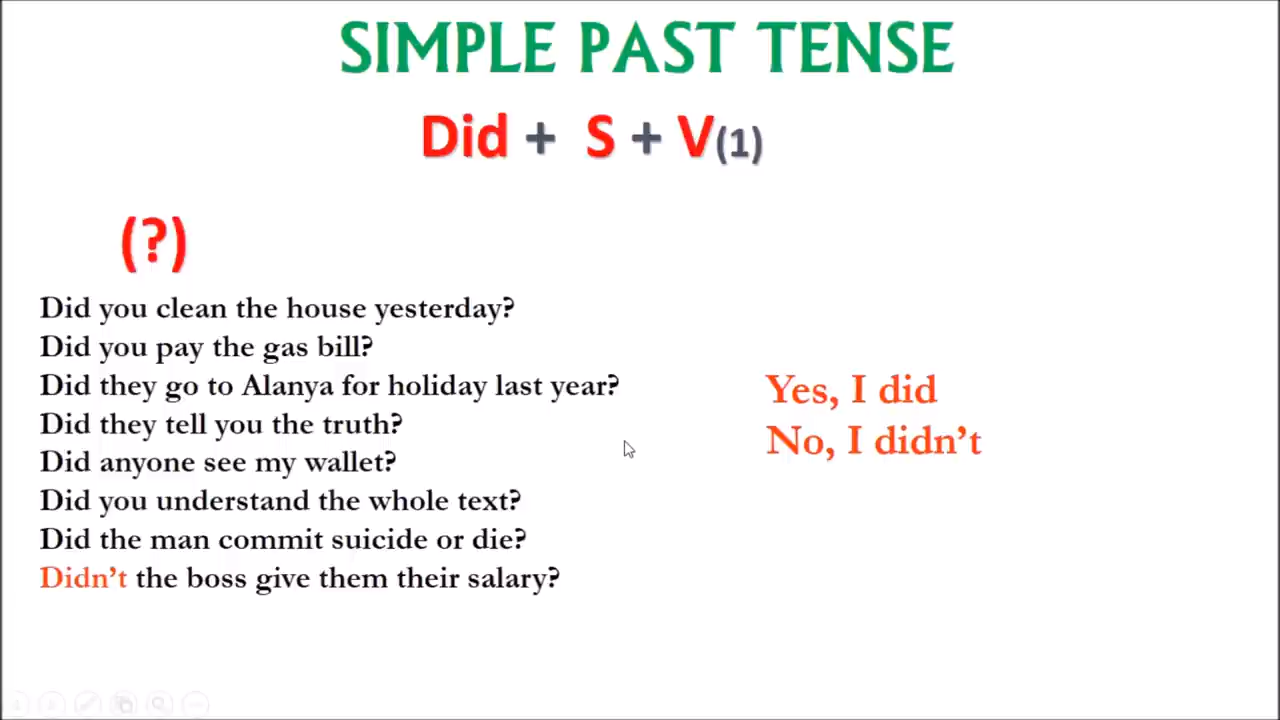 SIMPLE PAST TENSE
Did + S + V(1)
(?)
Did you clean the house yesterday?
Did you pay the gas bill?
Did they go to Alanya for holiday last year?
Did they tell you the truth?
Did anyone see my wallet?
Did you understand the whole text?
Did the man commit suicide or die?
Didn't the boss give them their salary?
Yes, I did
No, I didn't